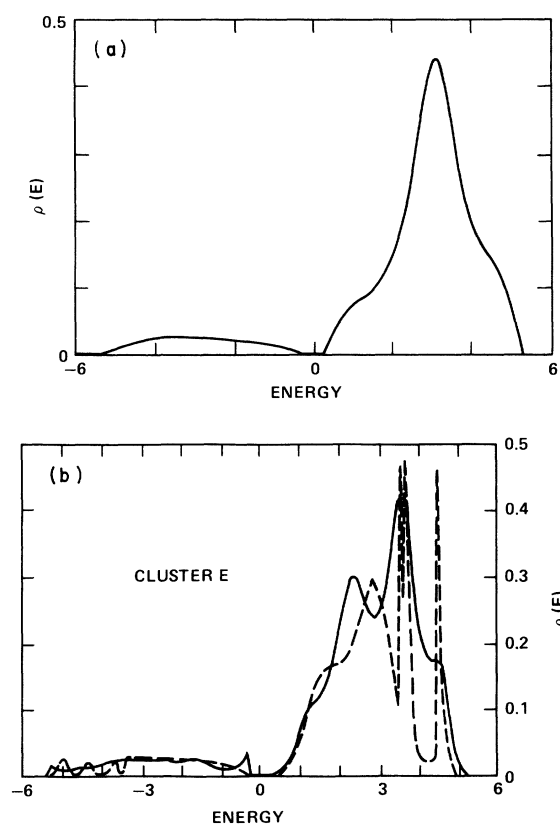 (a)
0.5
ρ (E)
0
−6 0 6
ENERGY
(b)
CLUSTER E
0.5
0.4
0.3
0.2
0.1
0
ρ (E)
−6 −3 0 3 6
ENERGY